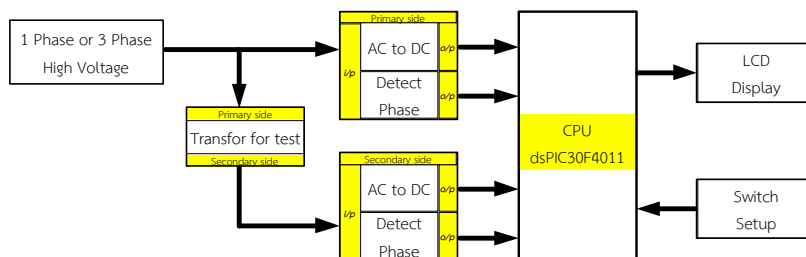 1 Phase or 3 Phase
High Voltage
Primary side
Transfor for test
Secondary side
Primary side
i/p
AC to DC
o/p
Detect
Phase
o/p
Secondary side
i/p
AC to DC
o/p
Detect
Phase
o/p
CPU
dsPIC30F4011
LCD
Display
Switch
Setup